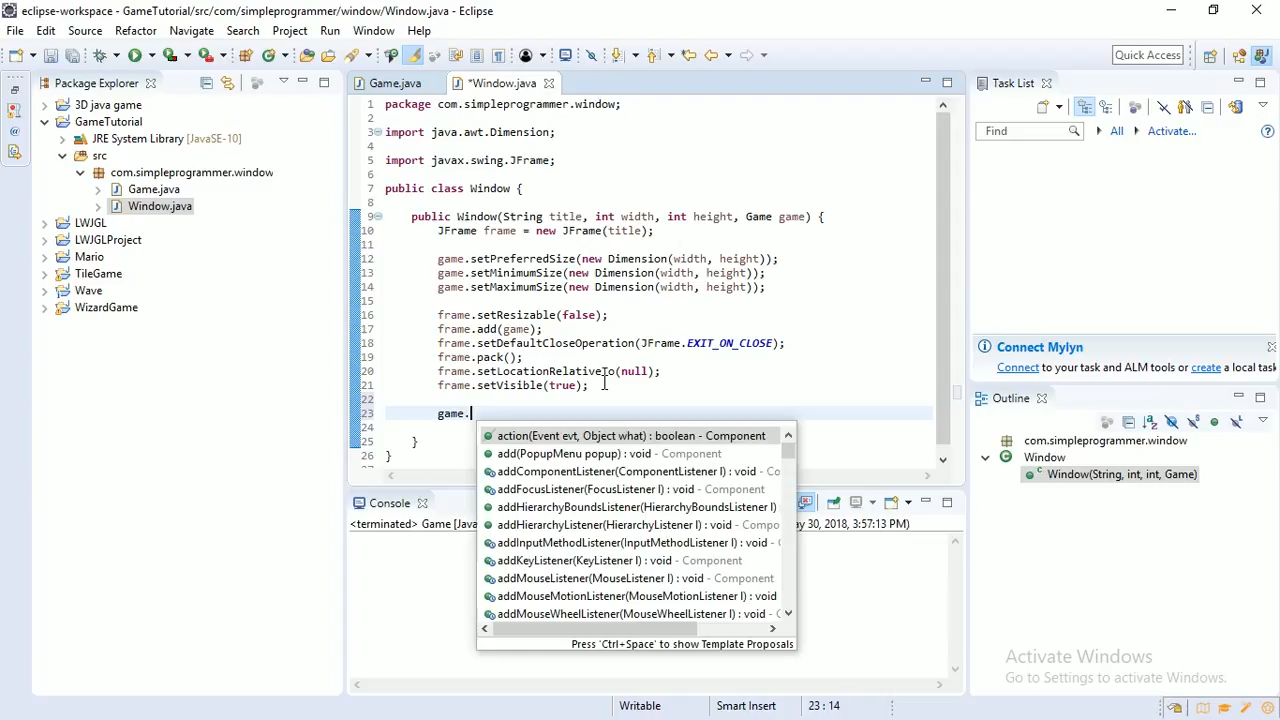 eclipse-workspace - GameTutorial/src/com/simpleprogrammer/window/Window.java - Eclipse
File Edit Source Refactor Navigate Search Project Run Window Help
Quick Access
Package Explorer
3D java game
GameTutorial
JRE System Library [JavaSE-10]
src
com.simpleprogrammer.window
Game.java
Window.java
LWJGL
LWJGLProject
Mario
TileGame
Wave
WizardGame
Game.java *Window.java
1 package com.simpleprogrammer.window;
2
3 import java.awt.Dimension;
4
5 import javax.swing.JFrame;
6
7 public class Window {
8
9 public Window(String title, int width, int height, Game game) {
10 JFrame frame = new JFrame(title);
11
12 game.setPreferredSize(new Dimension(width, height));
13 game.setMinimumSize(new Dimension(width, height));
14 game.setMaximumSize(new Dimension(width, height));
15
16 frame.setResizable(false);
17 frame.add(game);
18 frame.setDefaultCloseOperation(JFrame.EXIT_ON_CLOSE);
19 frame.pack();
20 frame.setLocationRelativeTo(null);
21 frame.setVisible(true);
22
23 game.
24
25 }
26 }
action(Event evt, Object what) : boolean - Component
add(PopupMenu popup) : void - Component
addComponentListener(ComponentListener l) : void - Co
addFocusListener(FocusListener l) : void - Component
addHierarchyBoundsListener(HierarchyBoundsListener l)
addHierarchyListener(HierarchyListener l) : void - Compo
addInputMethodListener(InputMethodListener l) : void - C
addKeyListener(KeyListener l) : void - Component
addMouseListener(MouseListener l) : void - Component
addMouseMotionListener(MouseMotionListener l) : void
addMouseWheelListener(MouseWheelListener l) : void - C
Press 'Ctrl+Space' to show Template Proposals
Console
<terminated> Game [Java
ay 30, 2018, 3:57:13 PM)
Task List
Find All Activate...
Connect Mylyn
Connect to your task and ALM tools or create a local task
Outline
com.simpleprogrammer.window
Window
Window(String, int, int, Game)
Activate Windows
Go to Settings to activate Windows.
Writable Smart Insert 23 : 14